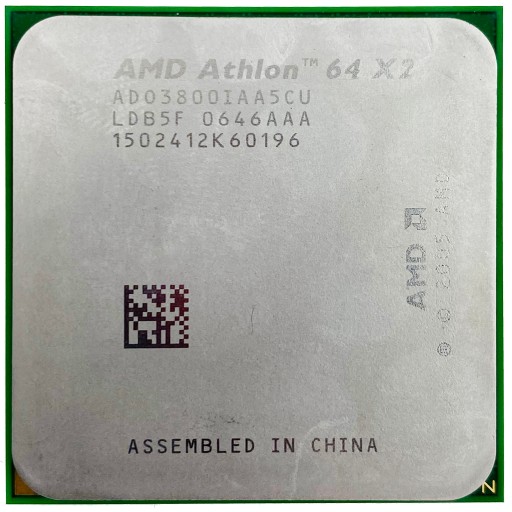 AMD Athlon™ 64 X2
ADO3800IAA5CU
LDB5F 0646AAA
1502412K60196
AMD
® © 2005 AMD
ASSEMBLED IN CHINA
N